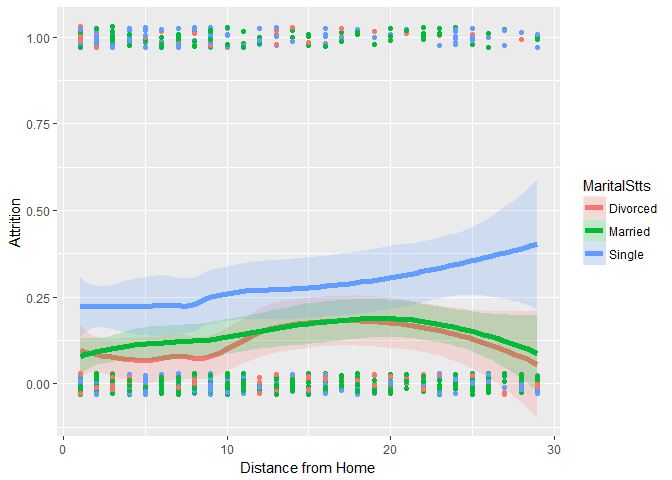 1.00
0.75
0.50
0.25
0.00
Attrition
0
10
20
30
Distance from Home
MaritalStts
Divorced
Married
Single